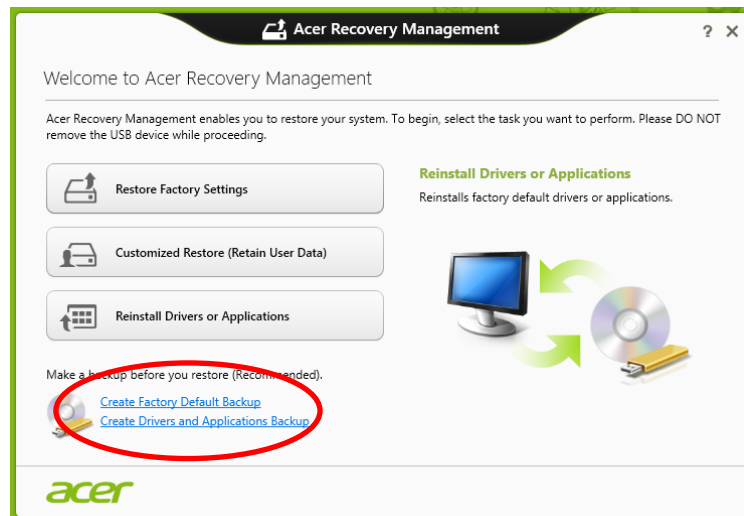 Acer Recovery Management
? X
Welcome to Acer Recovery Management
Acer Recovery Management enables you to restore your system. To begin, select the task you want to perform. Please DO NOT
remove the USB device while proceeding.
Restore Factory Settings
Customized Restore (Retain User Data)
Reinstall Drivers or Applications
Reinstall Drivers or Applications
Reinstalls factory default drivers or applications.
Make a backup before you restore (Recommended).
Create Factory Default Backup
Create Drivers and Applications Backup
acer